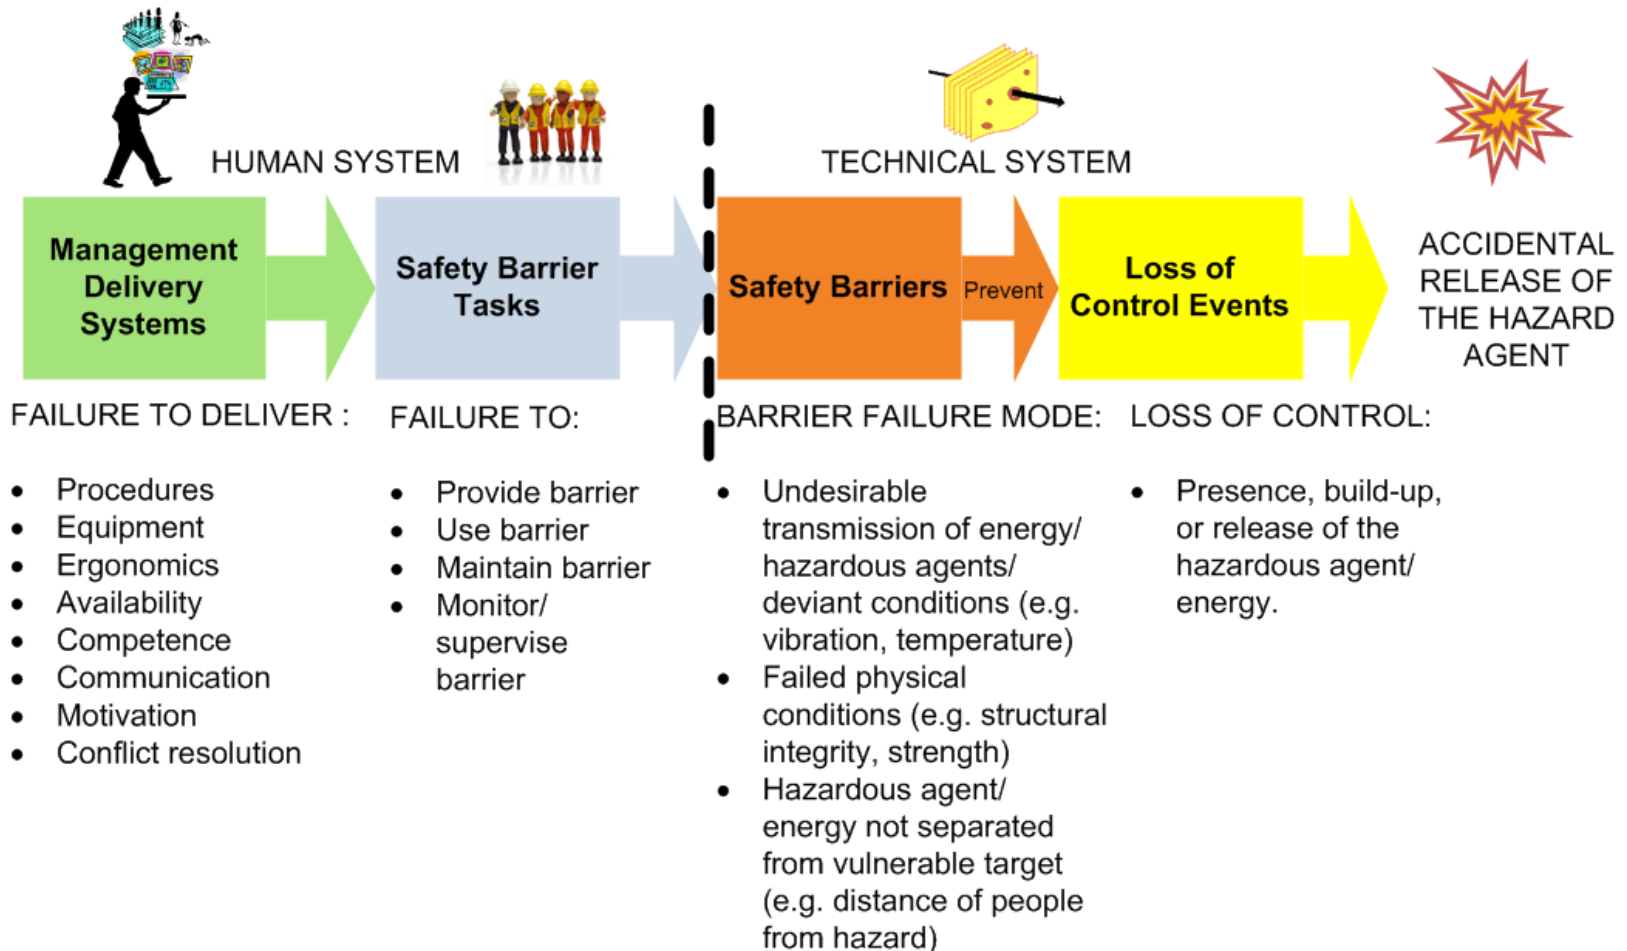 HUMAN SYSTEM
TECHNICAL SYSTEM
Management
Delivery
Systems
Safety Barrier
Tasks
Safety Barriers
Prevent
Loss of
Control Events
ACCIDENTAL
RELEASE OF
THE HAZARD
AGENT
FAILURE TO DELIVER :
• Procedures
• Equipment
• Ergonomics
• Availability
• Competence
• Communication
• Motivation
• Conflict resolution
FAILURE TO:
• Provide barrier
• Use barrier
• Maintain barrier
• Monitor/
supervise
barrier
BARRIER FAILURE MODE:
• Undesirable
transmission of energy/
hazardous agents/
deviant conditions (e.g.
vibration, temperature)
• Failed physical
conditions (e.g. structural
integrity, strength)
• Hazardous agent/
energy not separated
from vulnerable target
(e.g. distance of people
from hazard)
LOSS OF CONTROL:
• Presence, build-up,
or release of the
hazardous agent/
energy.